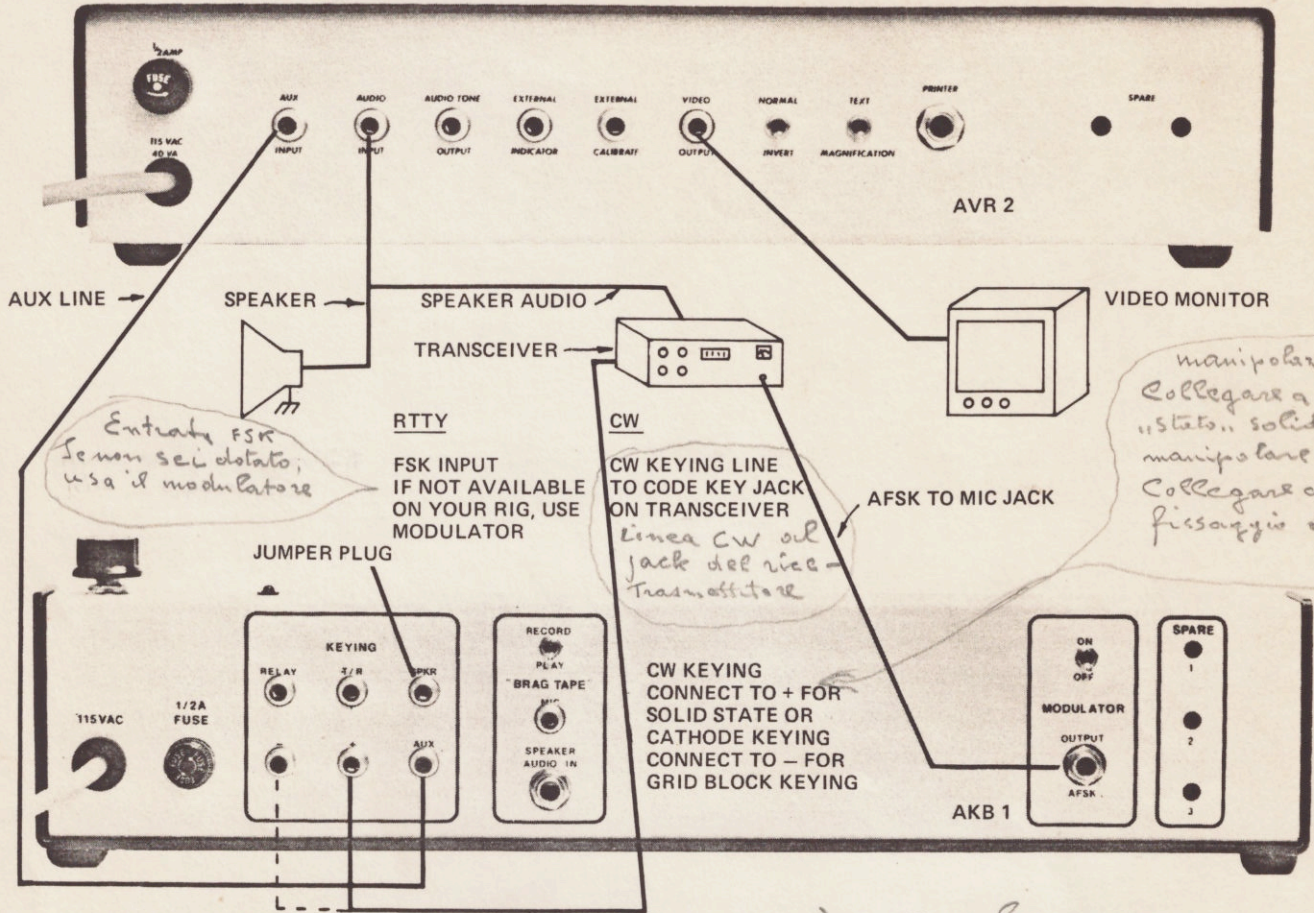 1/2AMP
FUSE
115 VAC
40 VA
AUX
INPUT
AUDIO
INPUT
AUDIO TONE
OUTPUT
EXTERNAL
INDICATOR
EXTERNAL
CALIBRATE
VIDEO
OUTPUT
NORMAL
INVERT
TEXT
MAGNIFICATION
PRINTER
SPARE
AVR 2
AUX LINE
SPEAKER
SPEAKER AUDIO
TRANSCEIVER
VIDEO MONITOR
Entrata FSK
Se non sei dotato,
usa il modulatore
RTTY
FSK INPUT
IF NOT AVAILABLE
ON YOUR RIG, USE
MODULATOR
CW
CW KEYING LINE
TO CODE KEY JACK
ON TRANSCEIVER
Linea CW al
jack del rice-
Trasmettitore
AFSK TO MIC JACK
manipolar
Collegare a
"stato" solid
manipolare
Collegare
fissaggio
JUMPER PLUG
115VAC
1/2A
FUSE
KEYING
RELAY
T/R
SPKR
–
+
AUX
RECORD
PLAY
"BRAG TAPE"
MIC
SPEAKER
AUDIO IN
CW KEYING
CONNECT TO + FOR
SOLID STATE OR
CATHODE KEYING
CONNECT TO – FOR
GRID BLOCK KEYING
AKB 1
ON
OFF
MODULATOR
OUTPUT
AFSK
SPARE
1
2
3